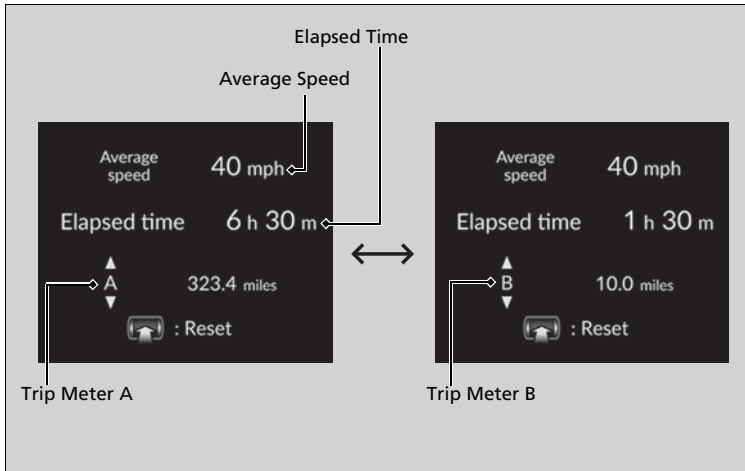 Elapsed Time
Average Speed
Average
speed
40 mph
Elapsed time 6 h 30 m
A 323.4 miles
: Reset
Trip Meter A
Average
speed
40 mph
Elapsed time 1 h 30 m
B 10.0 miles
: Reset
Trip Meter B